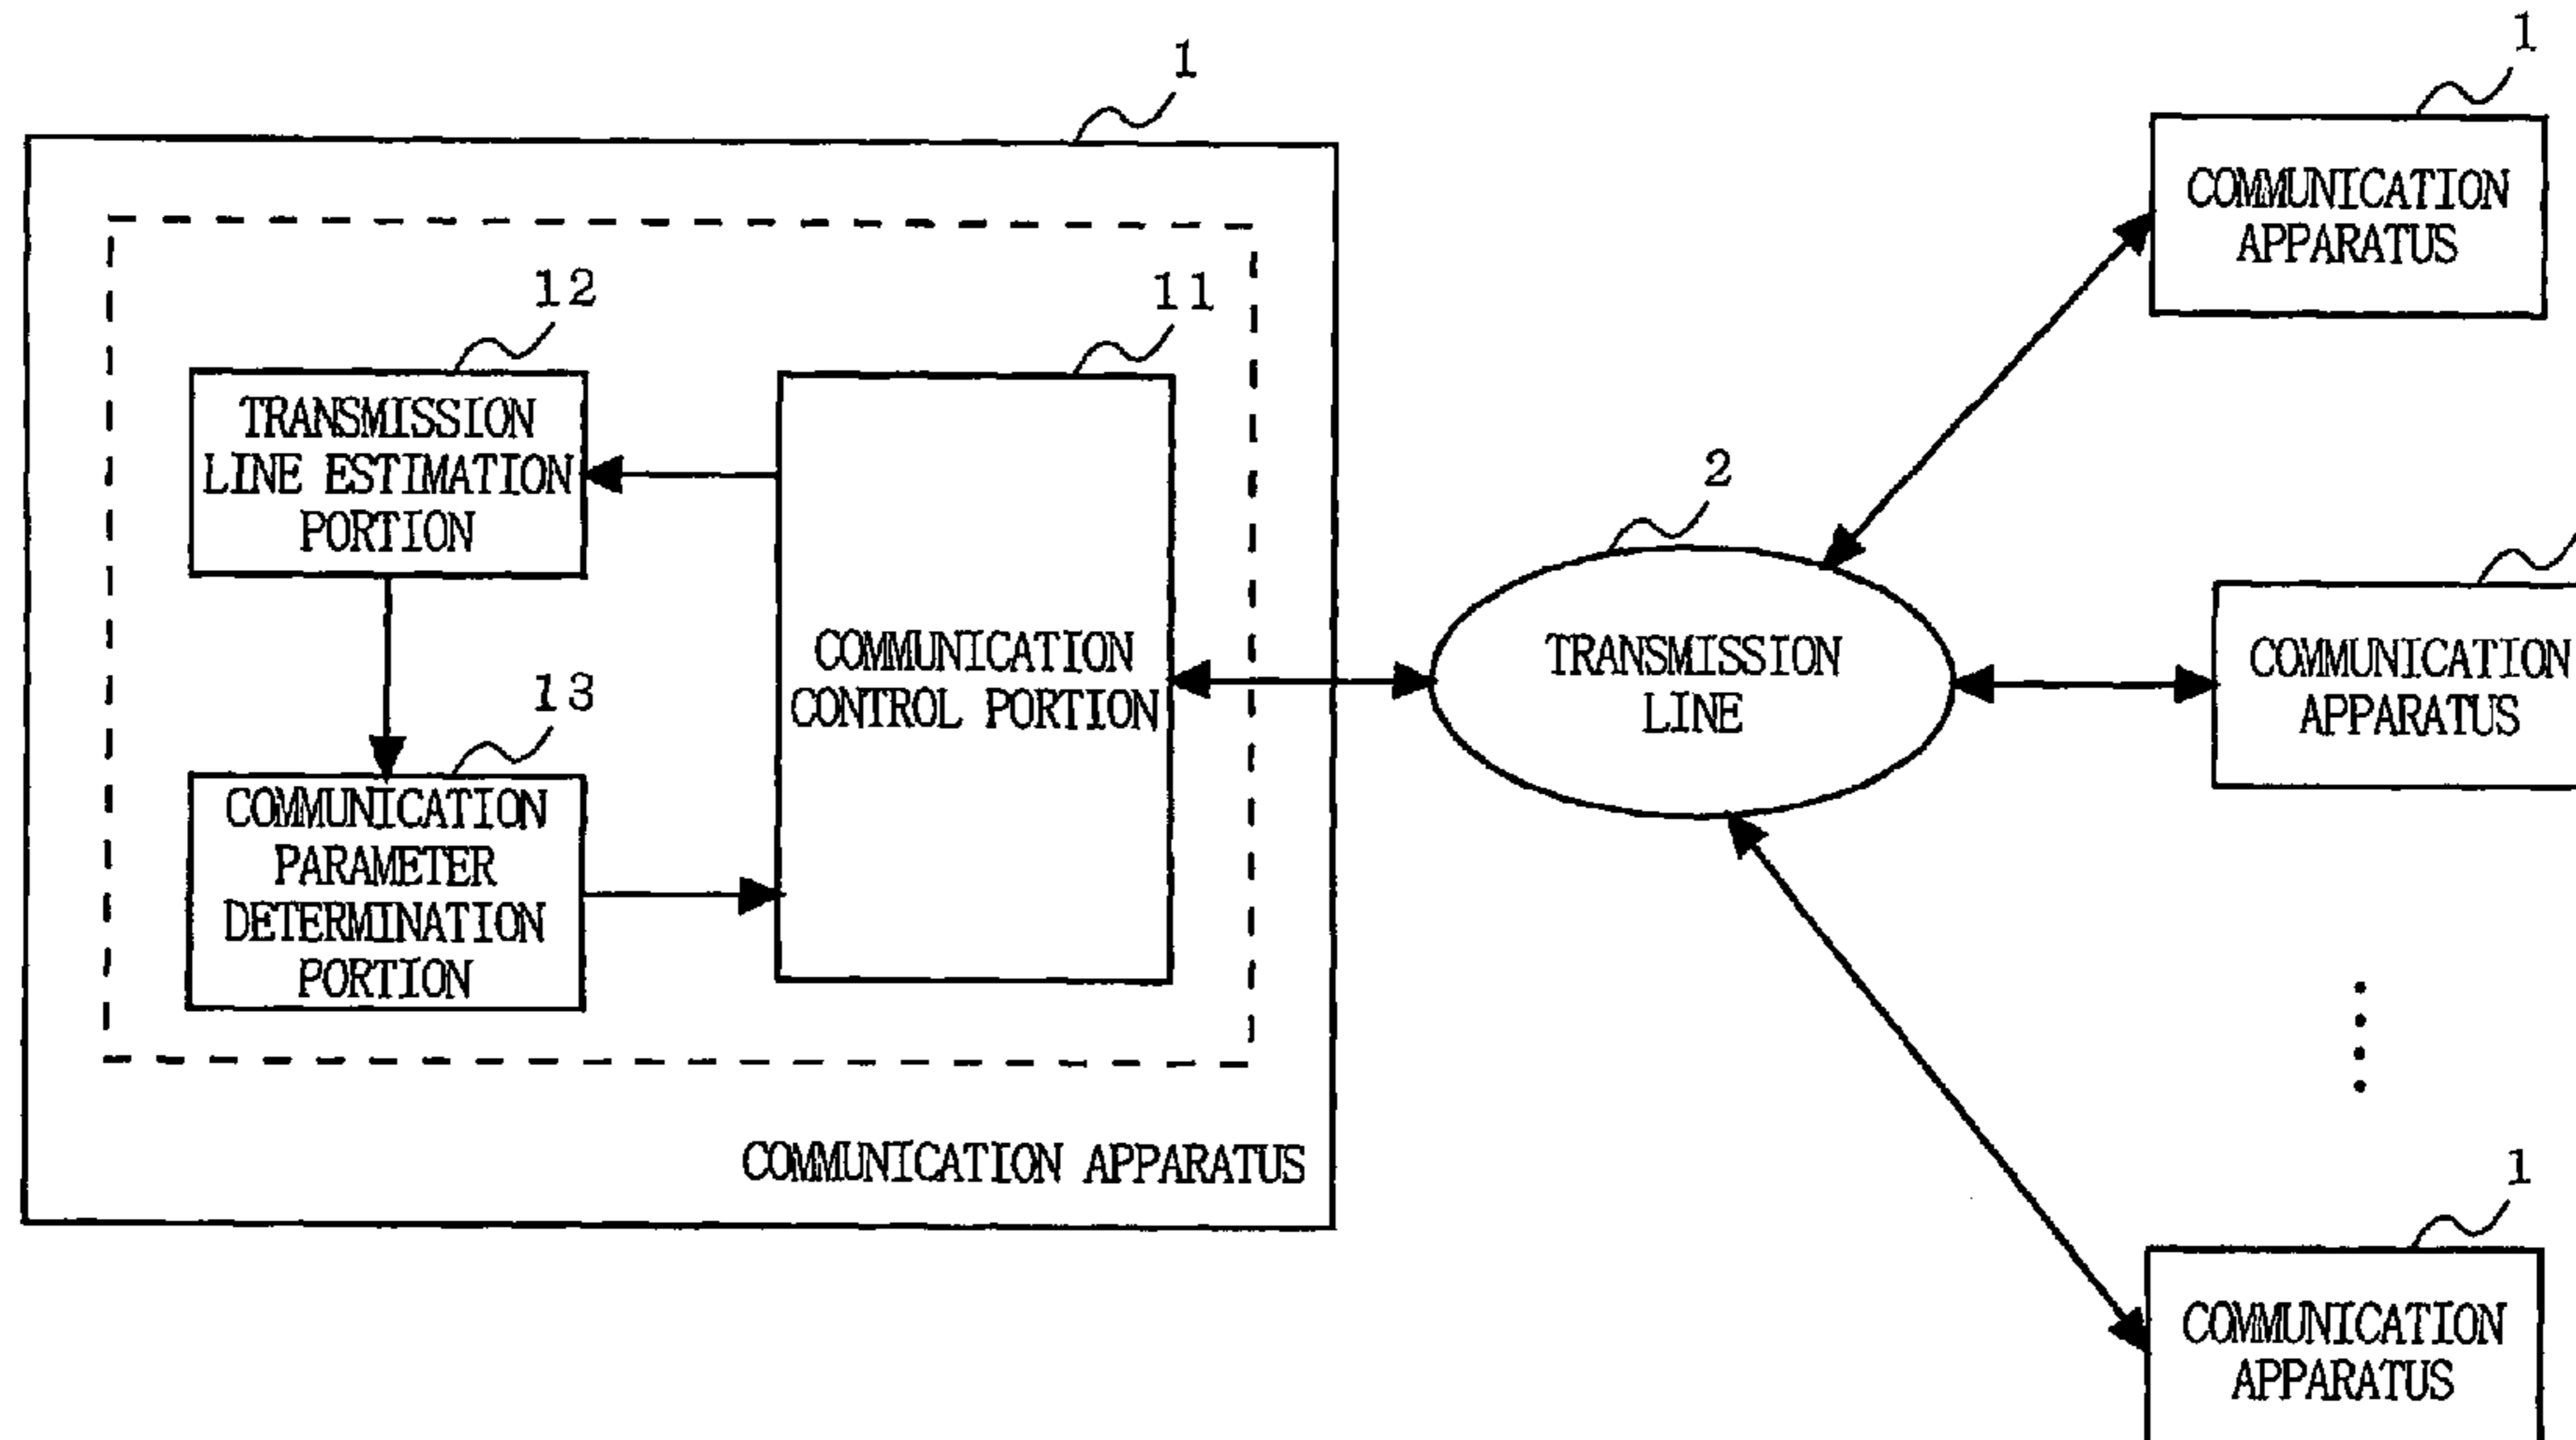 1
12
TRANSMISSION
LINE ESTIMATION
PORTION
11
COMMUNICATION
CONTROL PORTION
13
COMMUNICATION
PARAMETER
DETERMINATION
PORTION
COMMUNICATION APPARATUS
2
TRANSMISSION
LINE
1
COMMUNICATION
APPARATUS
COMMUNICATION
APPARATUS
1
COMMUNICATION
APPARATUS